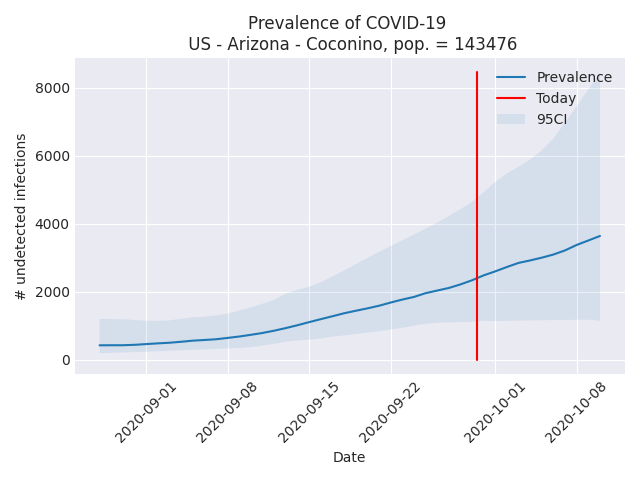 Prevalence of COVID-19
US - Arizona - Coconino, pop. = 143476
Prevalence
Today
95CI
8000
6000
4000
2000
0
# undetected infections
2020-09-01
2020-09-08
2020-09-15
2020-09-22
2020-10-01
2020-10-08
Date